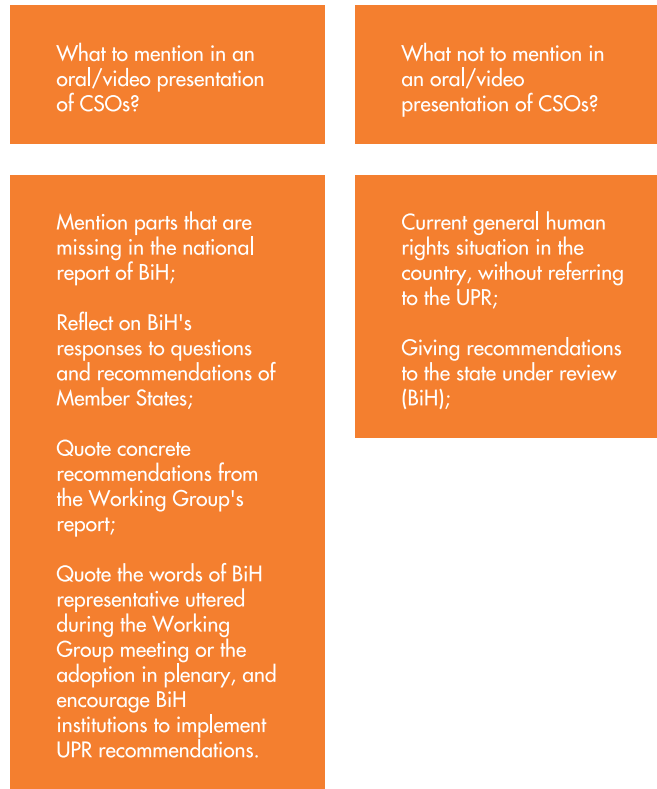 What to mention in an
oral/video presentation
of CSOs?
What not to mention in
an oral/video
presentation of CSOs?
Mention parts that are
missing in the national
report of BiH;
Reflect on BiH's
responses to questions
and recommendations of
Member States;
Quote concrete
recommendations from
the Working Group's
report;
Quote the words of BiH
representative uttered
during the Working
Group meeting or the
adoption in plenary, and
encourage BiH
institutions to implement
UPR recommendations.
Current general human
rights situation in the
country, without referring
to the UPR;
Giving recommendations
to the state under review
(BiH);